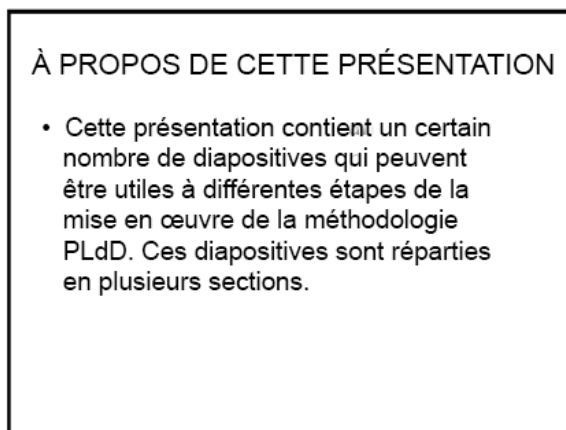 À PROPOS DE CETTE PRÉSENTATION
• Cette présentation contient un certain
nombre de diapositives qui peuvent
être utiles à différentes étapes de la
mise en œuvre de la méthodologie
PLdD. Ces diapositives sont réparties
en plusieurs sections.